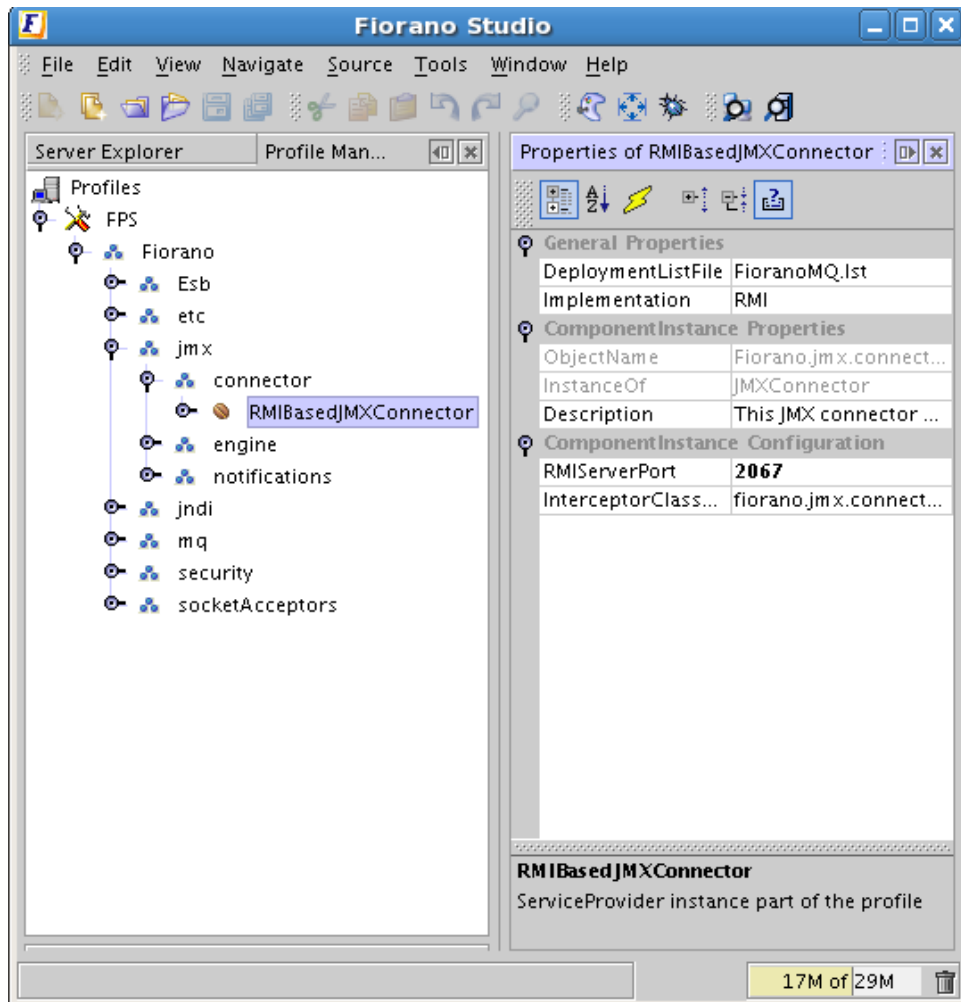 Fiorano Studio
File Edit View Navigate Source Tools Window Help
Server Explorer
Profile Man...
Profiles
FPS
Fiorano
Esb
etc
jmx
connector
RMIBasedJMXConnector
engine
notifications
jndi
mq
security
socketAcceptors
Properties of RMIBasedJMXConnector
General Properties
DeploymentListFile FioranoMQ.lst
Implementation RMI
ComponentInstance Properties
ObjectName Fiorano.jmx.connect...
InstanceOf JMXConnector
Description This JMX connector ...
ComponentInstance Configuration
RMIServerPort 2067
InterceptorClass... fiorano.jmx.connect...
RMIBasedJMXConnector
ServiceProvider instance part of the profile
17M of 29M